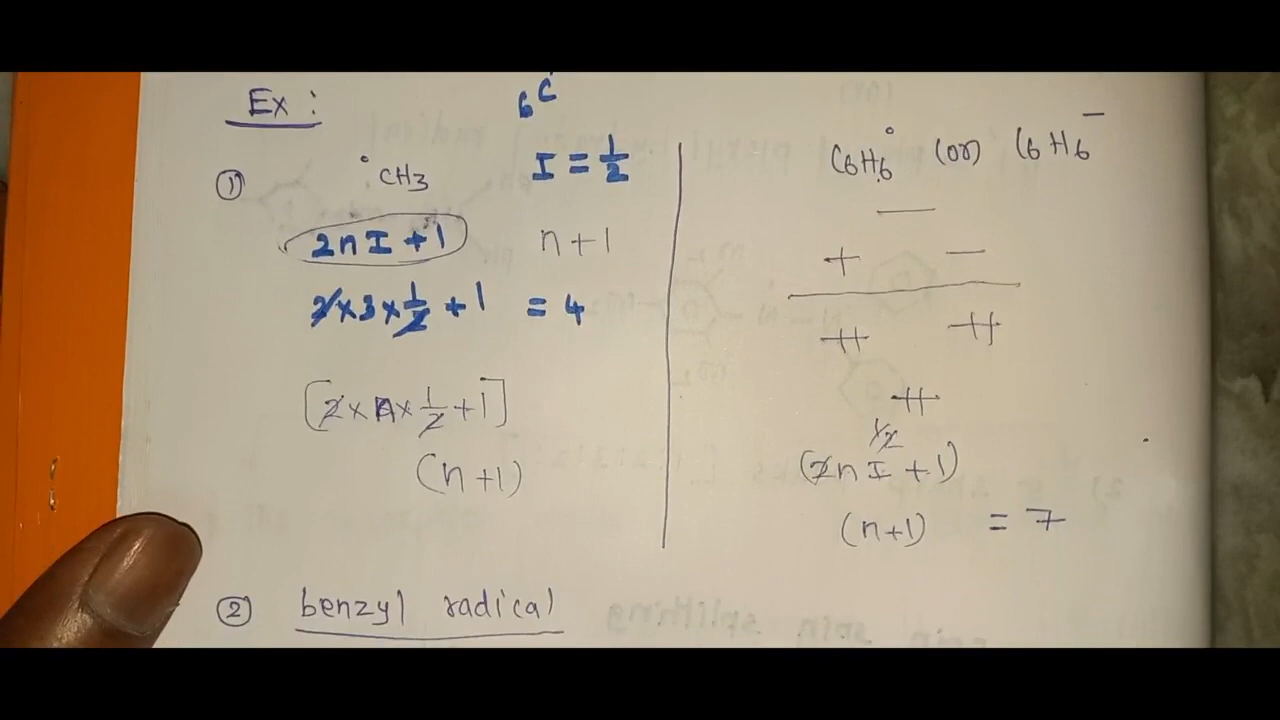 Ex :
6C
① •CH3
I = 1/2
2nI + 1
n + 1
2 x 3 x 1/2 + 1 = 4
[2 x n x 1/2 + 1]
(n + 1)
C6H6• (or) C6H6⁻
+ −
1/2
(2nI + 1)
(n+1) = 7
② benzyl radical